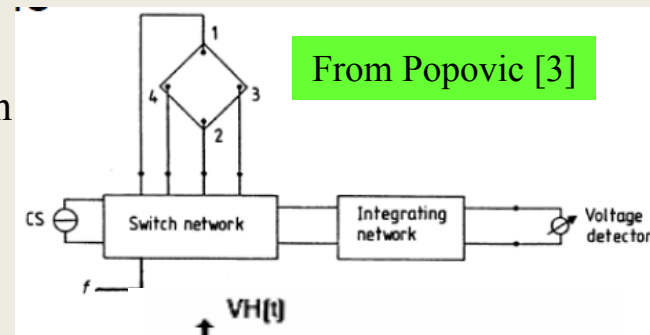 1
From Popovic [3]
4
3
2
CS
Switch network
Integrating
network
Voltage
detector
f
VH(t)